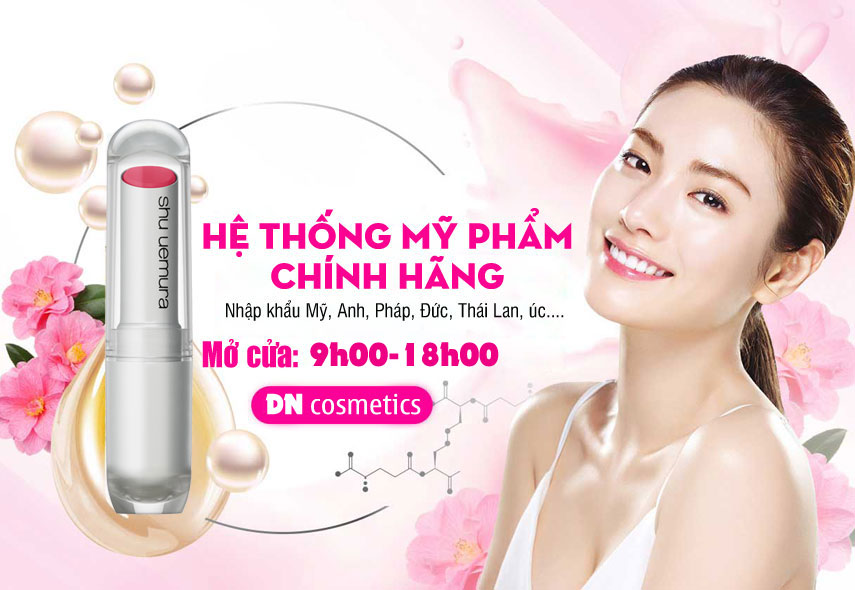 shu uemura
HỆ THỐNG MỸ PHẨM
CHÍNH HÃNG
Nhập khẩu Mỹ, Anh, Pháp, Đức, Thái Lan, úc....
Mở cửa: 9h00-18h00
DN cosmetics